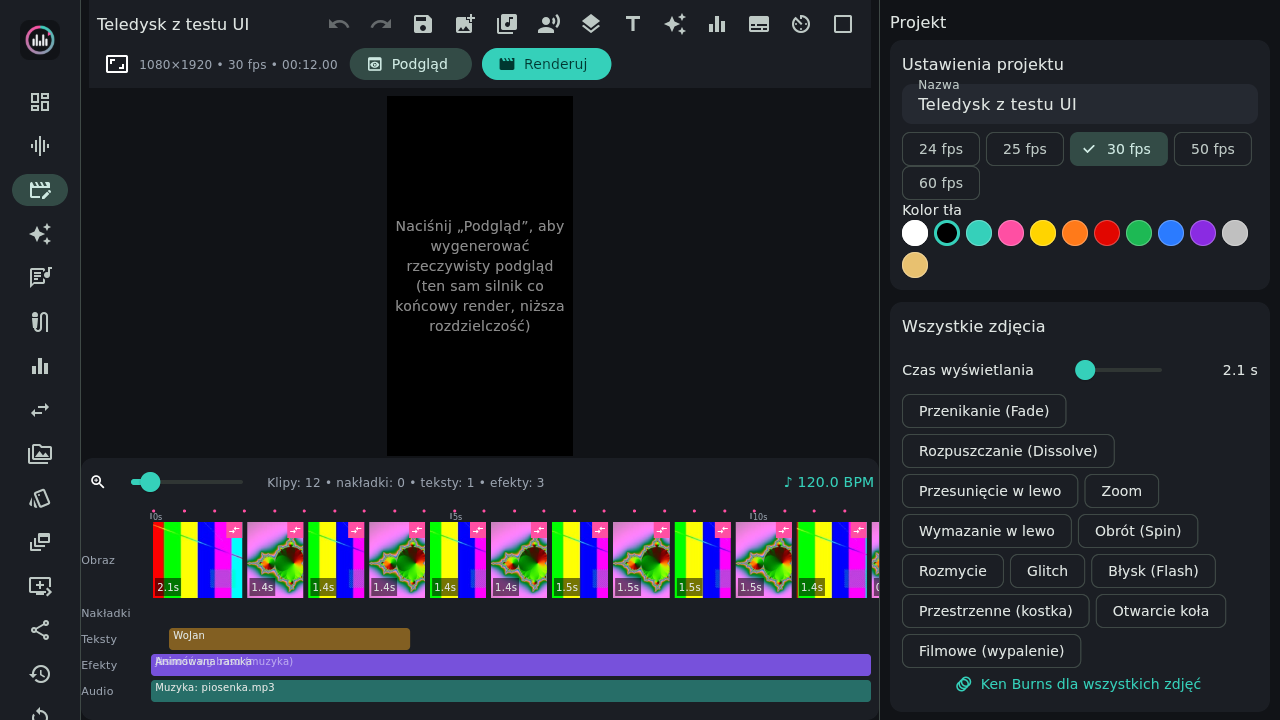 Teledysk z testu UI
1080×1920 • 30 fps • 00:12.00
Podgląd
Renderuj
Naciśnij „Podgląd”, aby
wygenerować
rzeczywisty podgląd
(ten sam silnik co
końcowy render, niższa
rozdzielczość)
Klipy: 12 • nakładki: 0 • teksty: 1 • efekty: 3
♪ 120.0 BPM
0s
5s
10s
Obraz
2.1s
1.4s
1.4s
1.4s
1.4s
1.4s
1.5s
1.5s
1.5s
1.5s
1.4s
Nakładki
Teksty
WoJan
Efekty
Animowana ramka
Audio
Muzyka: piosenka.mp3
Projekt
Ustawienia projektu
Nazwa
Teledysk z testu UI
24 fps
25 fps
30 fps
50 fps
60 fps
Kolor tła
Wszystkie zdjęcia
Czas wyświetlania
2.1 s
Przenikanie (Fade)
Rozpuszczanie (Dissolve)
Przesunięcie w lewo
Zoom
Wymazanie w lewo
Obrót (Spin)
Rozmycie
Glitch
Błysk (Flash)
Przestrzenne (kostka)
Otwarcie koła
Filmowe (wypalenie)
Ken Burns dla wszystkich zdjęć